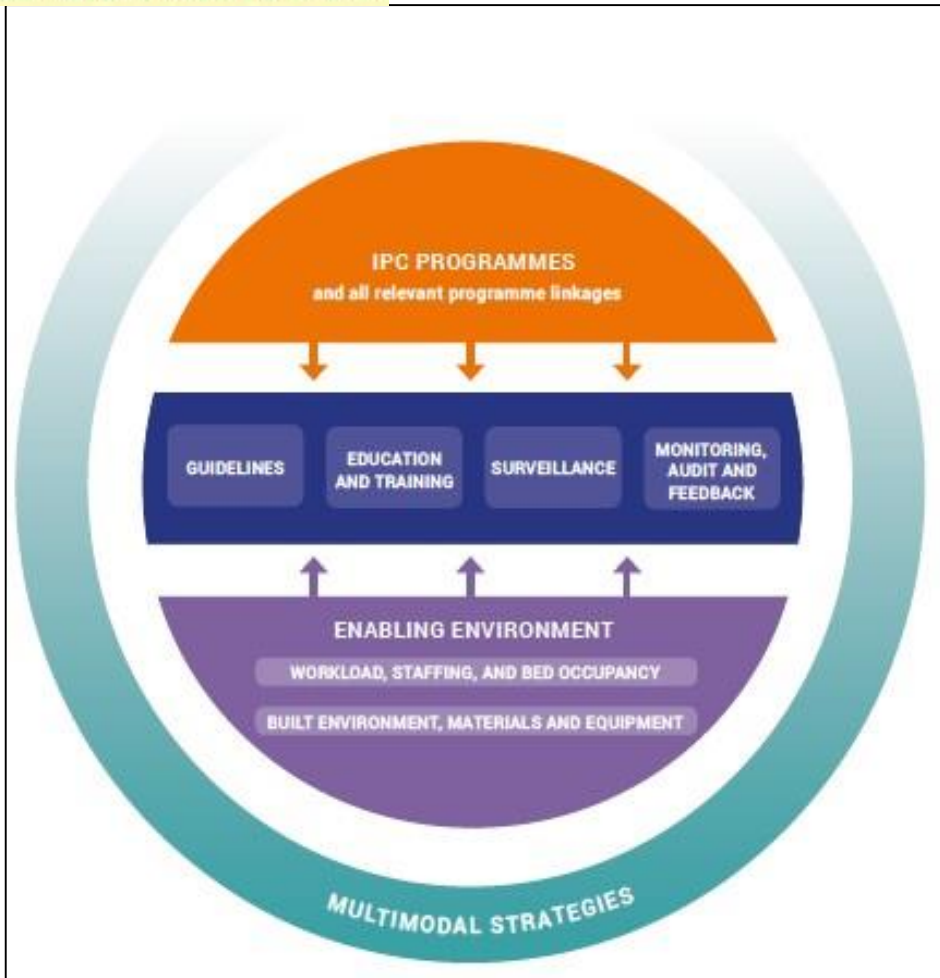 IPC PROGRAMMES
and all relevant programme linkages
GUIDELINES
EDUCATION
AND TRAINING
SURVEILLANCE
MONITORING,
AUDIT AND
FEEDBACK
ENABLING ENVIRONMENT
WORKLOAD, STAFFING, AND BED OCCUPANCY
BUILT ENVIRONMENT, MATERIALS AND EQUIPMENT
MULTIMODAL STRATEGIES